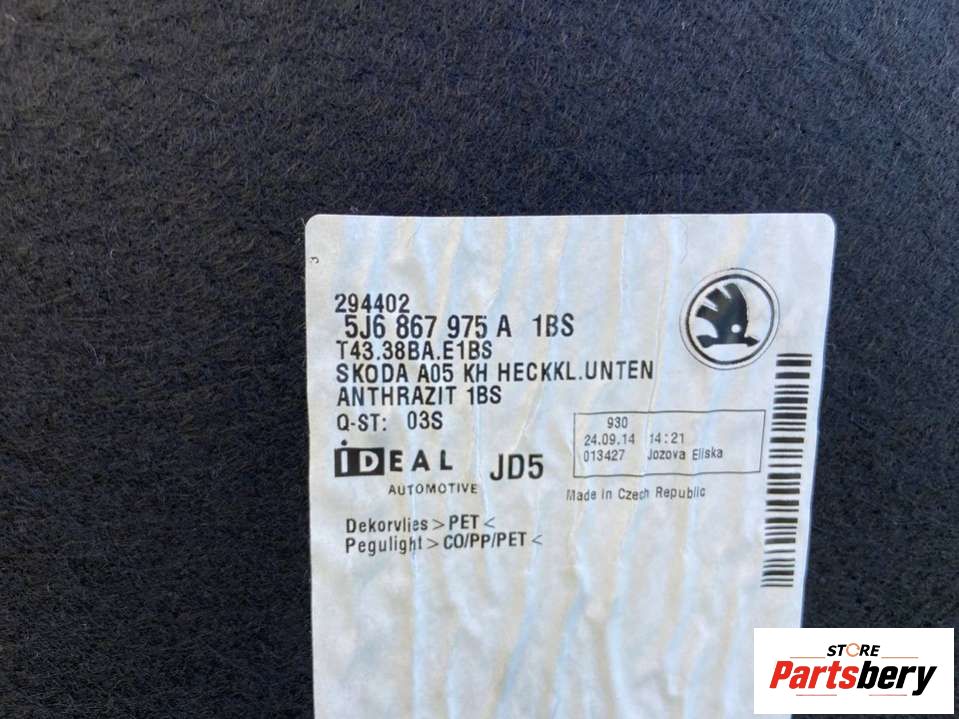 3
294402
5J6 867 975 A 1BS
T43.38BA.E1BS
SKODA A05 KH HECKKL.UNTEN
ANTHRAZIT 1BS
Q-ST: 03S
930
24.09.14 14:21
013427 Jozova Eliska
IDEAL JD5
AUTOMOTIVE
Made in Czech Republic
Dekorvlies > PET <
Pegulight > CO/PP/PET <
STORE
Partsbery